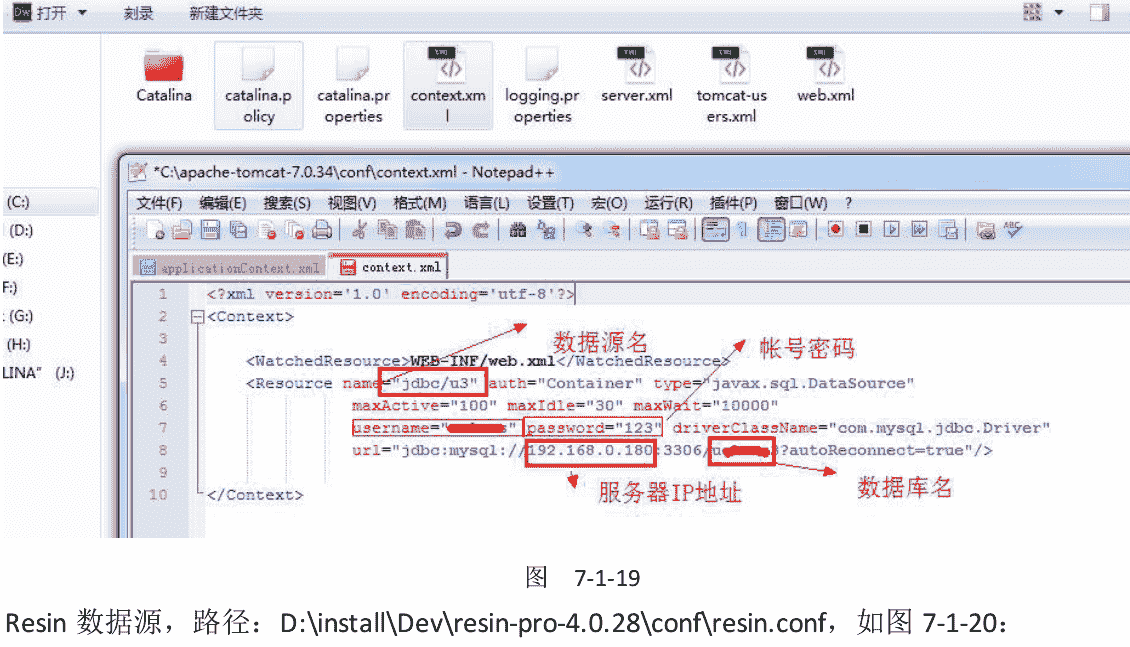 打开 刻录 新建文件夹
Catalina
catalina.policy
catalina.properties
context.xml
logging.properties
server.xml
tomcat-users.xml
web.xml
(C:)
(D:)
(E:)
F:)
(G:)
(H:)
LINA" (J:)
*C:\apache-tomcat-7.0.34\conf\context.xml - Notepad++
文件(F) 编辑(E) 搜索(S) 视图(V) 格式(M) 语言(L) 设置(T) 宏(O) 运行(R) 插件(P) 窗口(W) ?
applicationContext.xml context.xml
1 <?xml version='1.0' encoding='utf-8'?>
2 <Context>
3
数据源名
帐号密码
4 <WatchedResource>WEB-INF/web.xml</WatchedResource>
5 <Resource name="jdbc/u3" auth="Container" type="javax.sql.DataSource"
6 maxActive="100" maxIdle="30" maxWait="10000"
7 username=" s" password="123" driverClassName="com.mysql.jdbc.Driver"
8 url="jdbc:mysql://192.168.0.180:3306/ ?autoReconnect=true"/>
9
服务器IP地址
数据库名
10 </Context>
图 7-1-19
Resin 数据源，路径：D:\install\Dev\resin-pro-4.0.28\conf\resin.conf，如图 7-1-20：